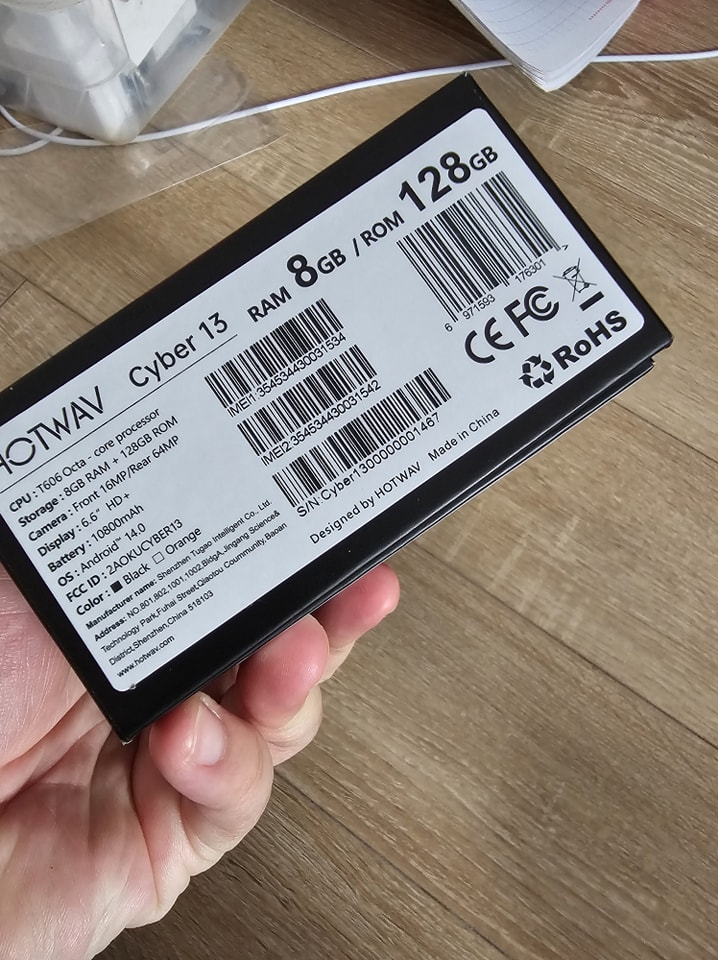 HOTWAV Cyber 13
RAM 8GB / ROM 128GB
CPU : T606 Octa - core processor
Storage : 8GB RAM + 128GB ROM
Camera : Front 16MP/Rear 64MP
Display : 6.6" HD+
Battery : 10800mAh
OS : Android™ 14.0
FCC ID : 2AOKUCYBER13
Color : ■ Black □ Orange
Manufacturer name: Shenzhen Tugao Intelligent Co., Ltd.
Address: NO.801,802,1001,1002,BldgA,Jingang Science&
Technology Park,Fuhai Street,Qiaotou Coummunity,Baoan
District,Shenzhen,China 518103
www.hotwav.com
IMEI1:354534430031534
IMEI2:354534430031542
S/N:Cyber1300000001467
Designed by HOTWAV Made in China
6 971593 176301 >
CE FC
RoHS